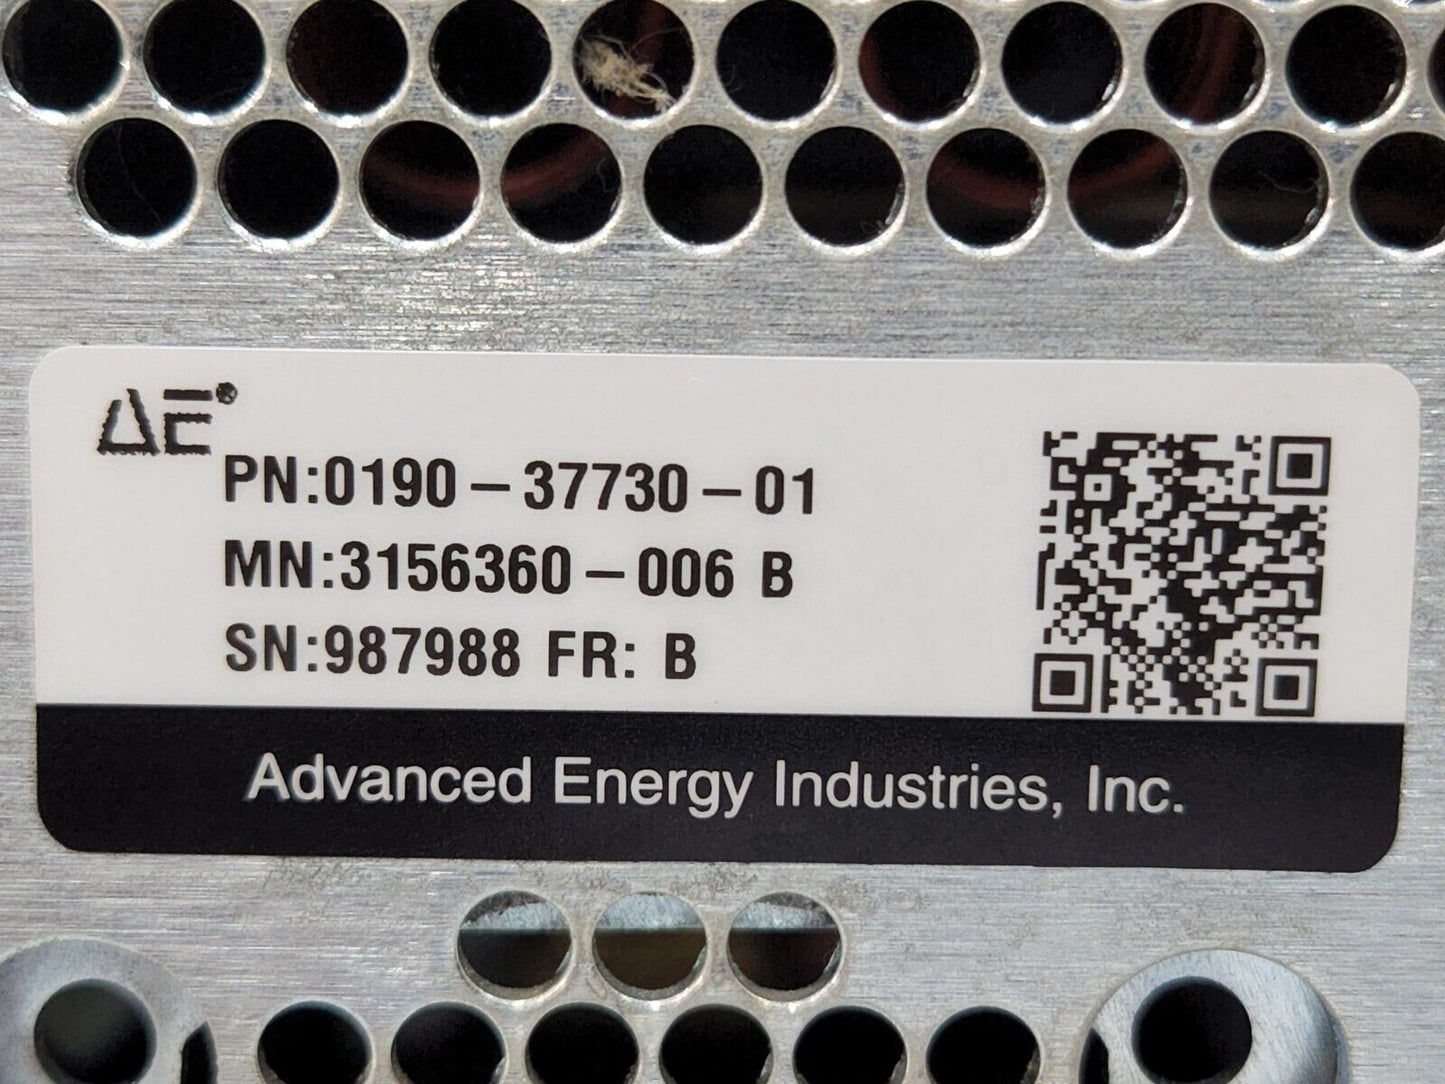 AE®
PN:0190-37730-01
MN:3156360-006 B
SN:987988 FR: B
Advanced Energy Industries, Inc.